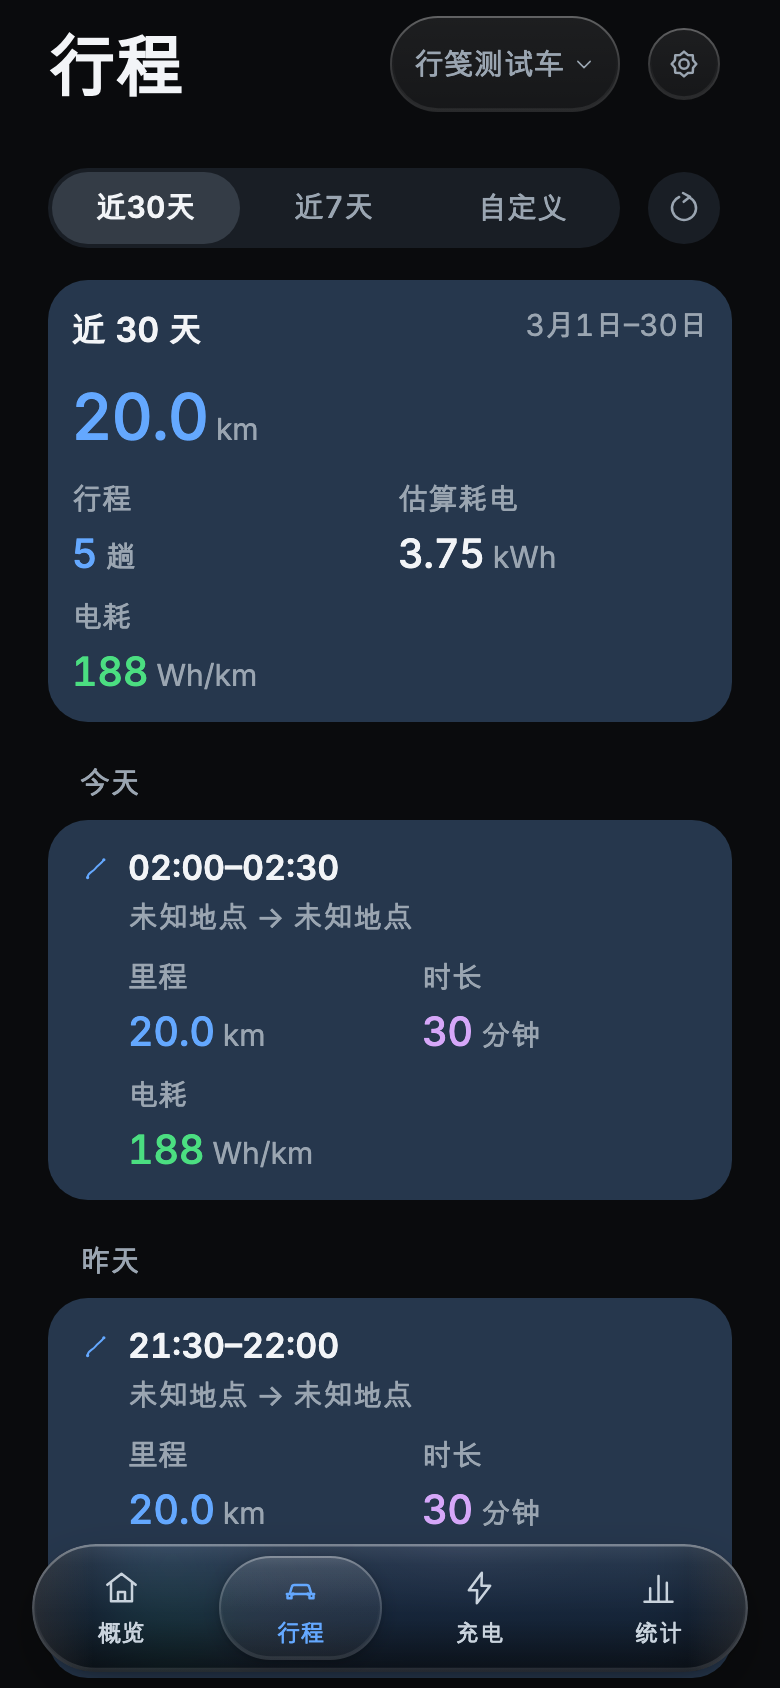 行程
行笺测试车
近30天
近7天
自定义
近 30 天
3月1日–30日
20.0 km
行程
估算耗电
5 趟
3.75 kWh
电耗
188 Wh/km
今天
02:00–02:30
未知地点 → 未知地点
里程
时长
20.0 km
30 分钟
电耗
188 Wh/km
昨天
21:30–22:00
未知地点 → 未知地点
里程
时长
20.0 km
30 分钟
概览
行程
充电
统计